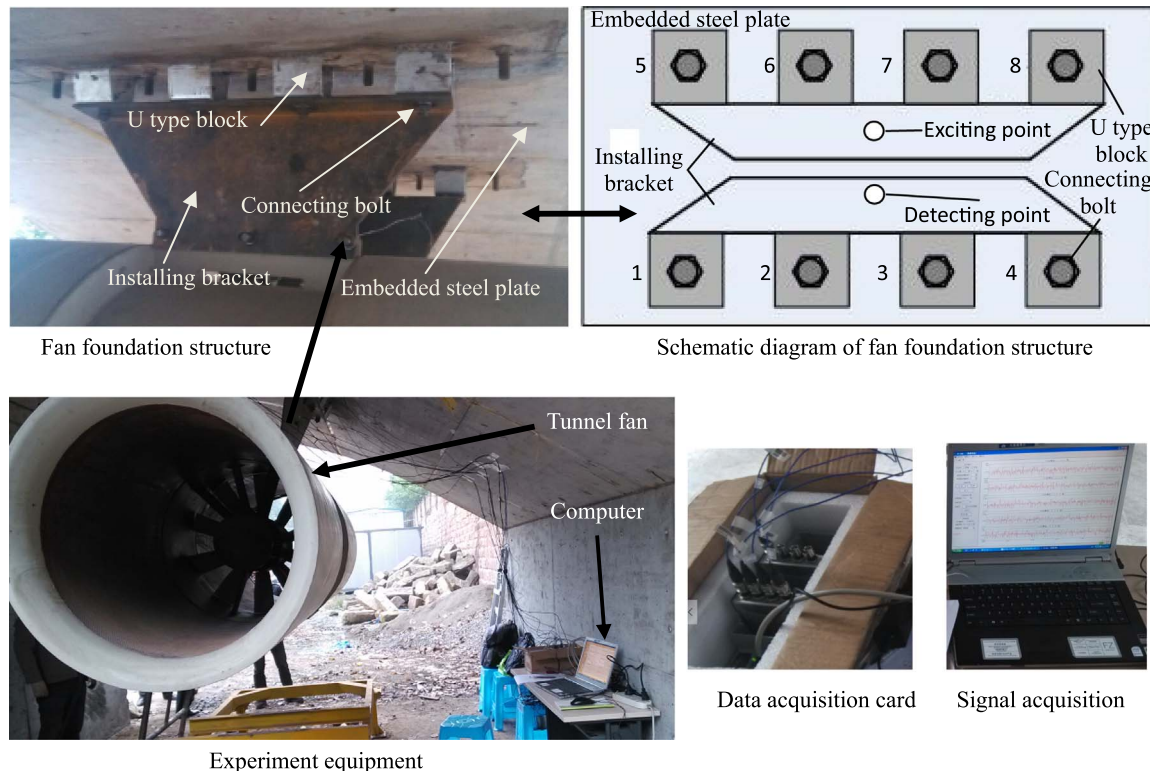 U type block
Connecting bolt
Installing bracket
Embedded steel plate
Fan foundation structure
Embedded steel plate
5
6
7
8
Exciting point
U type
block
Installing
bracket
Connecting
bolt
Detecting point
1
2
3
4
Schematic diagram of fan foundation structure
Tunnel fan
Computer
Experiment equipment
Data acquisition card
Signal acquisition